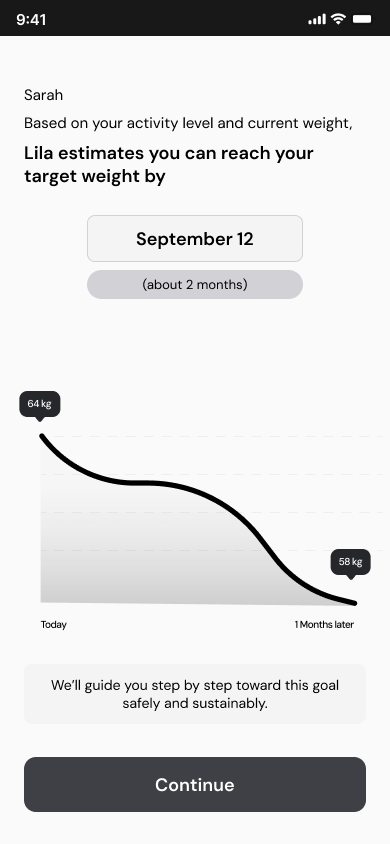 9:41
Sarah
Based on your activity level and current weight,
Lila estimates you can reach your
target weight by
September 12
(about 2 months)
64 kg
58 kg
Today
1 Months later
We’ll guide you step by step toward this goal
safely and sustainably.
Continue